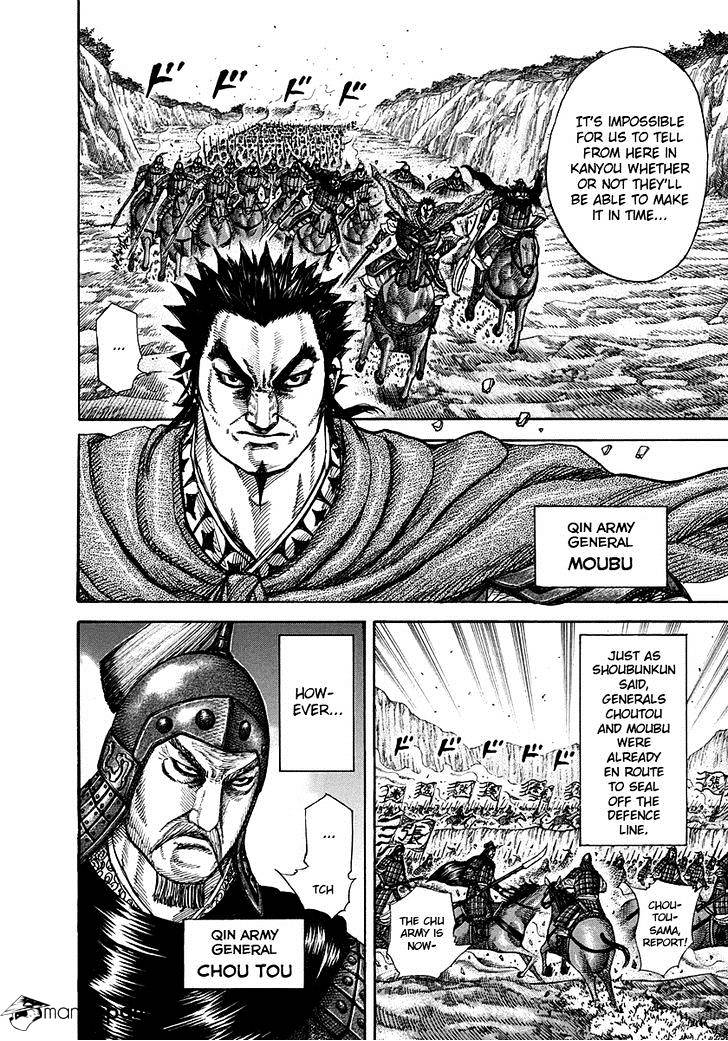 ドド
ド ド
IT'S IMPOSSIBLE
FOR US TO TELL
FROM HERE IN
KANYOU WHETHER
OR NOT THEY'LL
BE ABLE TO MAKE
IT IN TIME...
...
QIN ARMY
GENERAL
MOUBU
JUST AS
SHOUBUNKUN
SAID,
GENERALS
CHOUTOU
AND MOUBU
WERE
ALREADY
EN ROUTE
TO SEAL
OFF THE
DEFENCE
LINE.
ドドドドド
張
CHOU-
TOU-
SAMA,
REPORT!
THE CHU
ARMY IS
NOW-
HOW-
EVER...
...
TCH
QIN ARMY
GENERAL
CHOU TOU